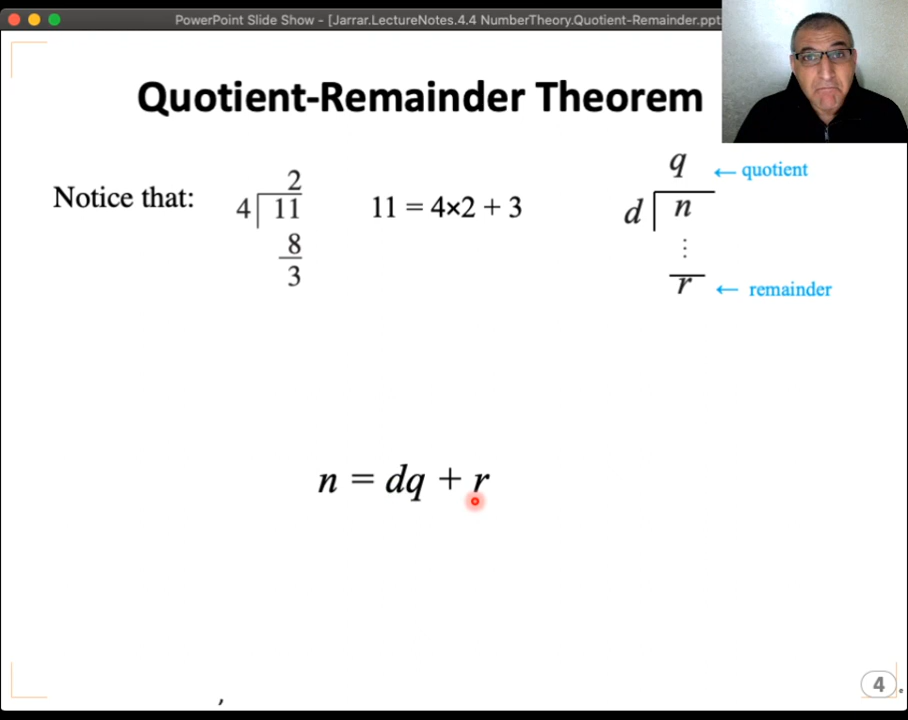 PowerPoint Slide Show - [Jarrar.LectureNotes.4.4 NumberTheory.Quotient-Remainder.ppt
Quotient-Remainder Theorem
Notice that:
2
4 11
8
3
11 = 4×2 + 3
q ← quotient
d n
⋮
r ← remainder
n = dq + r
,
4 .